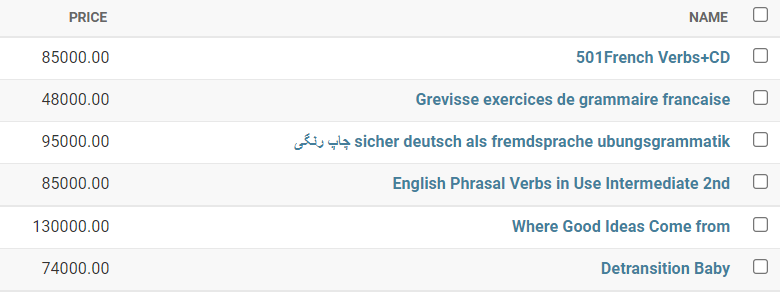 PRICE NAME
85000.00 501French Verbs+CD
48000.00 Grevisse exercices de grammaire francaise
95000.00 sicher deutsch als fremdsprache ubungsgrammatik چاپ رنگی
85000.00 English Phrasal Verbs in Use Intermediate 2nd
130000.00 Where Good Ideas Come from
74000.00 Detransition Baby